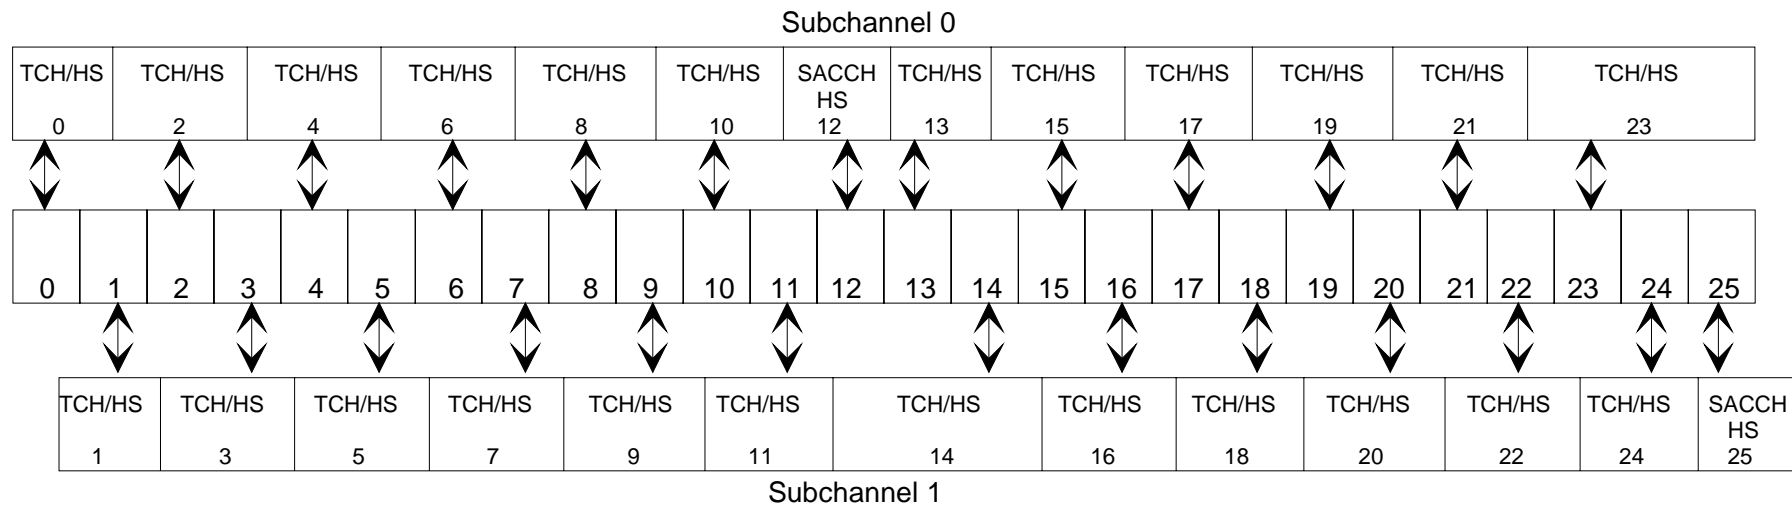 Subchannel 0
TCH/HS TCH/HS TCH/HS TCH/HS TCH/HS TCH/HS SACCH TCH/HS TCH/HS TCH/HS TCH/HS TCH/HS TCH/HS
HS
0 2 4 6 8 10 12 13 15 17 19 21 23
0 1 2 3 4 5 6 7 8 9 10 11 12 13 14 15 16 17 18 19 20 21 22 23 24 25
TCH/HS TCH/HS TCH/HS TCH/HS TCH/HS TCH/HS TCH/HS TCH/HS TCH/HS TCH/HS TCH/HS TCH/HS SACCH
HS
1 3 5 7 9 11 14 16 18 20 22 24 25
Subchannel 1